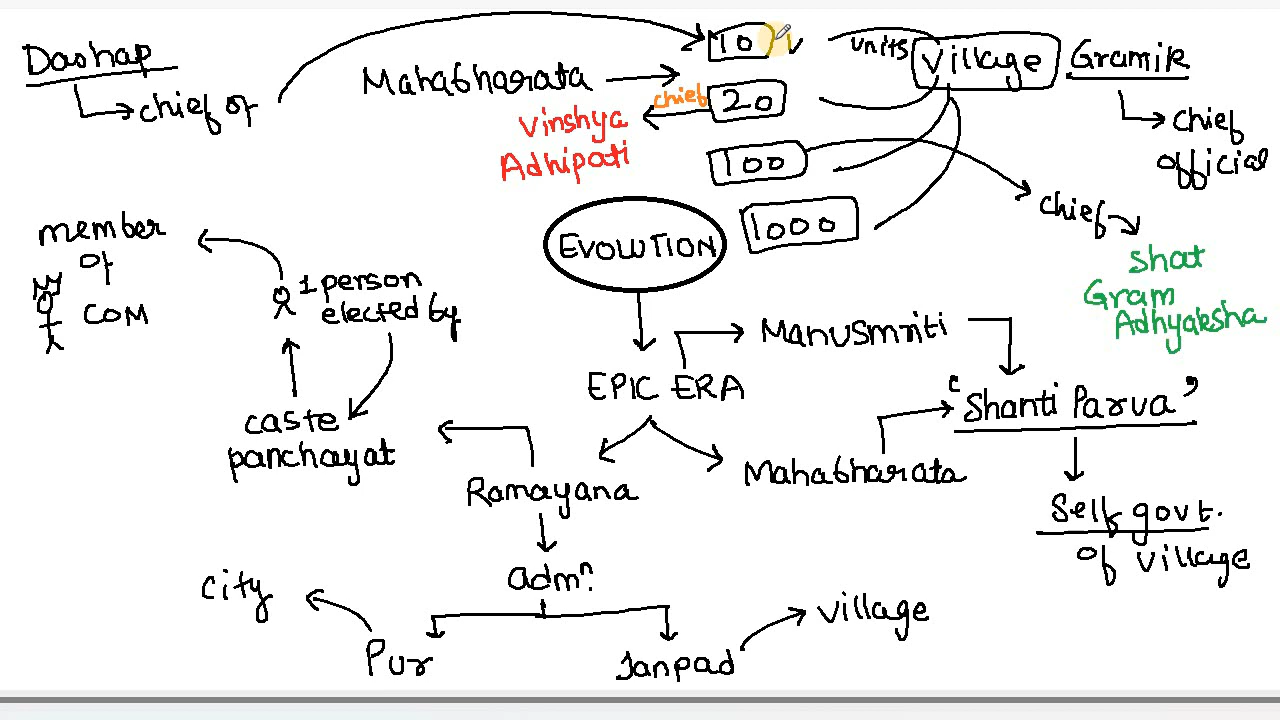 Dashap
chief of
Mahabharata
10 V
20
100
1000
units
Village
Gramik
chief
official
chief
Vinshya
Adhipati
chief
Shat
Gram
Adhyaksha
member
of
COM
1 person
elected by
caste
panchayat
EVOLUTION
EPIC ERA
Manusmriti
'Shanti Parva'
Mahabharata
Self govt.
of village
Ramayana
admn.
city
Pur
Janpad
village